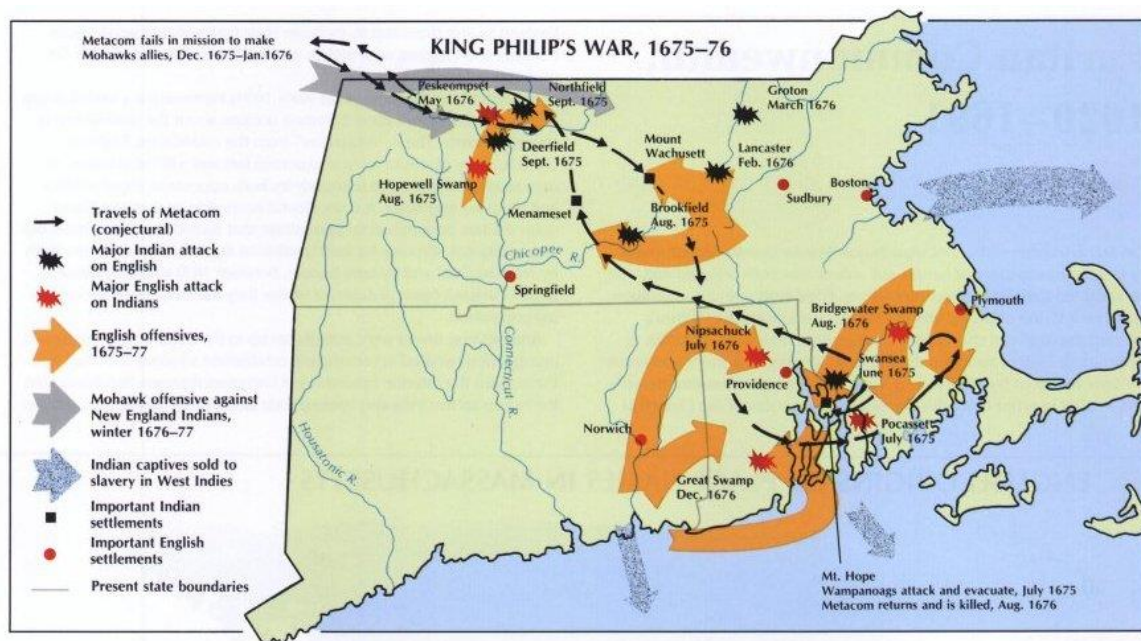 KING PHILIP'S WAR, 1675–76
Metacom fails in mission to make
Mohawks allies, Dec. 1675–Jan.1676
Peskeompset
May 1676
Northfield
Sept. 1675
Groton
March 1676
Deerfield
Sept. 1675
Mount
Wachusett
Lancaster
Feb. 1676
Hopewell Swamp
Aug. 1675
Menameset
Brookfield
Aug. 1675
Sudbury
Boston
Chicopee R.
Springfield
Connecticut R.
Housatonic R.
Nipsachuck
July 1676
Bridgewater Swamp
Aug. 1676
Plymouth
Swansea
June 1675
Providence
Norwich
Pocasset
July 1675
Great Swamp
Dec. 1676
Mt. Hope
Wampanoags attack and evacuate, July 1675
Metacom returns and is killed, Aug. 1676
Travels of Metacom
(conjectural)
Major Indian attack
on English
Major English attack
on Indians
English offensives,
1675–77
Mohawk offensive against
New England Indians,
winter 1676–77
Indian captives sold to
slavery in West Indies
Important Indian
settlements
Important English
settlements
Present state boundaries